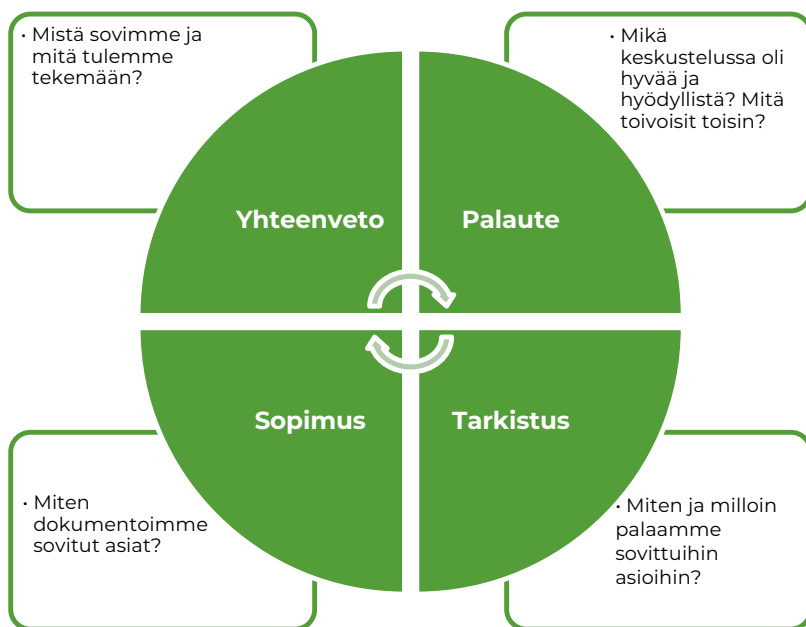 • Mistä sovimme ja
mitä tulemme
tekemään?
• Mikä
keskustelussa oli
hyvää ja
hyödyllistä? Mitä
toivoisit toisin?
Yhteenveto
Palaute
Sopimus
Tarkistus
• Miten
dokumentoimme
sovitut asiat?
• Miten ja milloin
palaamme
sovittuihin
asioihin?